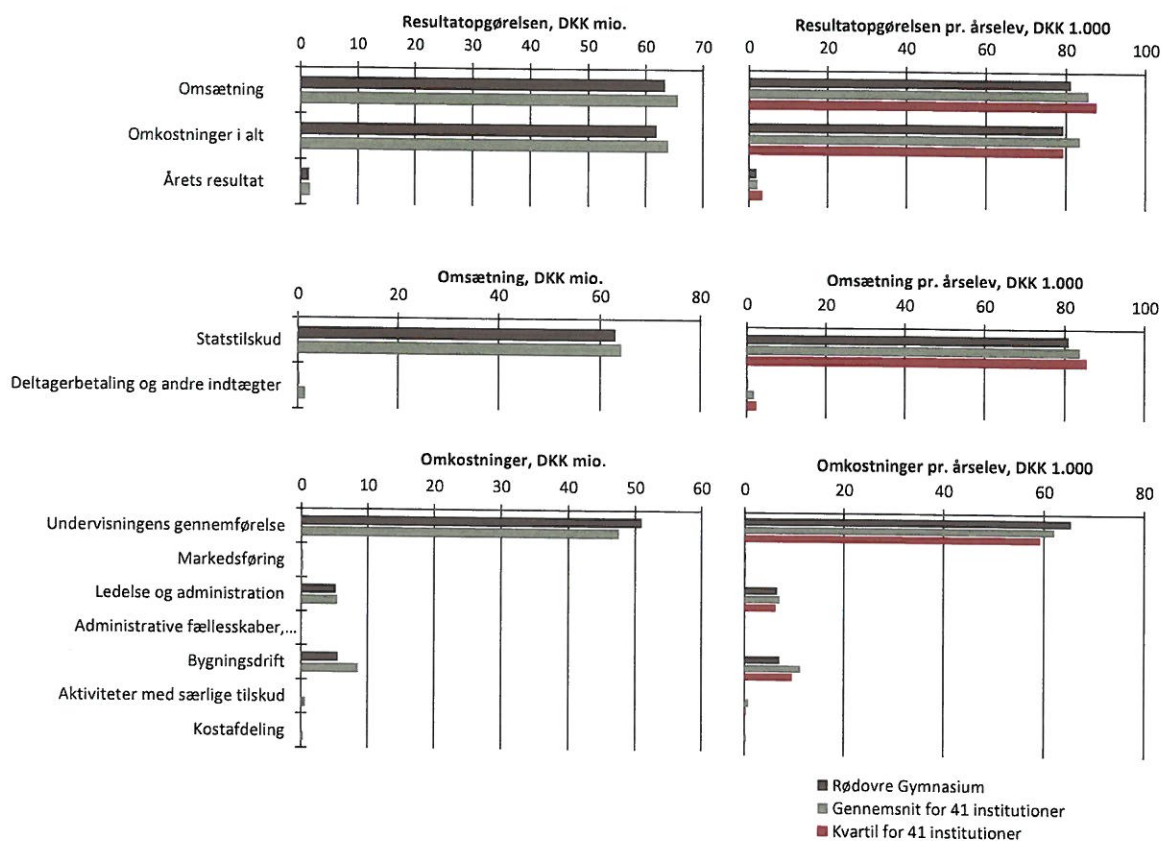 Resultatopgørelsen, DKK mio.
0 10 20 30 40 50 60 70
Omsætning
Omkostninger i alt
Årets resultat
Resultatopgørelsen pr. årselev, DKK 1.000
0 20 40 60 80 100
Omsætning, DKK mio.
0 20 40 60 80
Statstilskud
Deltagerbetaling og andre indtægter
Omsætning pr. årselev, DKK 1.000
0 20 40 60 80 100
Omkostninger, DKK mio.
0 10 20 30 40 50 60
Undervisningens gennemførelse
Markedsføring
Ledelse og administration
Administrative fællesskaber,...
Bygningsdrift
Aktiviteter med særlige tilskud
Kostafdeling
Omkostninger pr. årselev, DKK 1.000
0 20 40 60 80
Rødovre Gymnasium
Gennemsnit for 41 institutioner
Kvartil for 41 institutioner